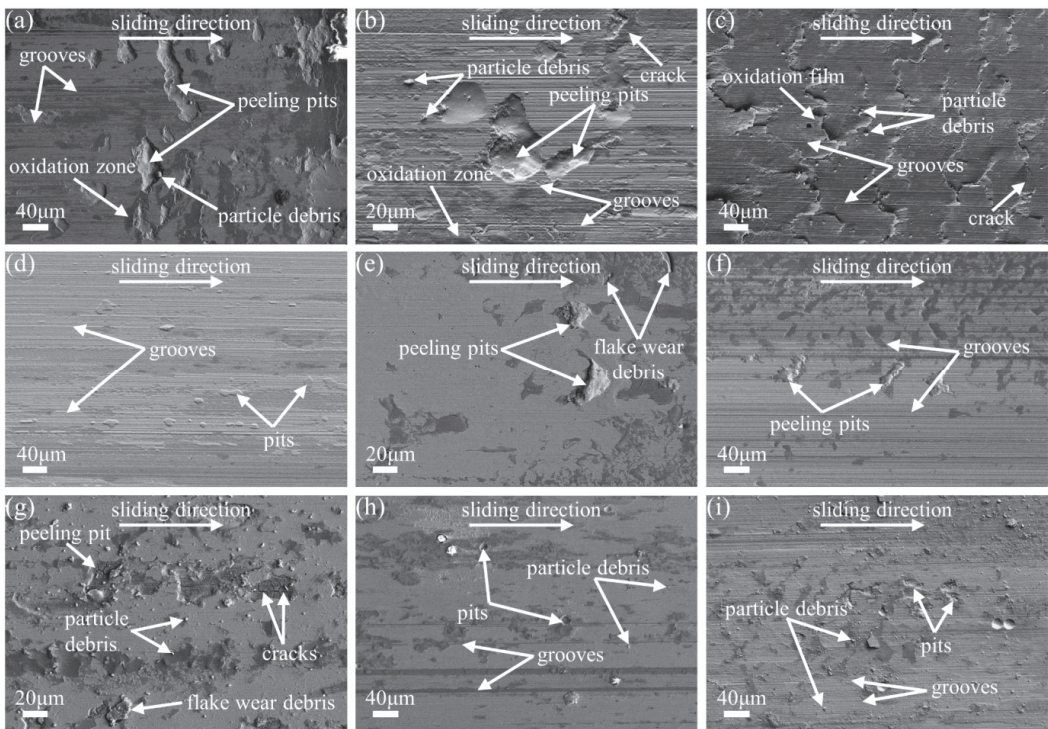 (a)
sliding direction
grooves
peeling pits
oxidation zone
particle debris
40μm
(b)
sliding direction
particle debris
crack
peeling pits
oxidation zone
grooves
20μm
(c)
sliding direction
oxidation film
particle
debris
grooves
crack
40μm
(d)
sliding direction
grooves
pits
40μm
(e)
sliding direction
peeling pits
flake wear
debris
20μm
(f)
sliding direction
grooves
peeling pits
40μm
(g)
sliding direction
peeling pit
particle
debris
cracks
flake wear debris
20μm
(h)
sliding direction
particle debris
pits
grooves
40μm
(i)
sliding direction
particle debris
pits
grooves
40μm